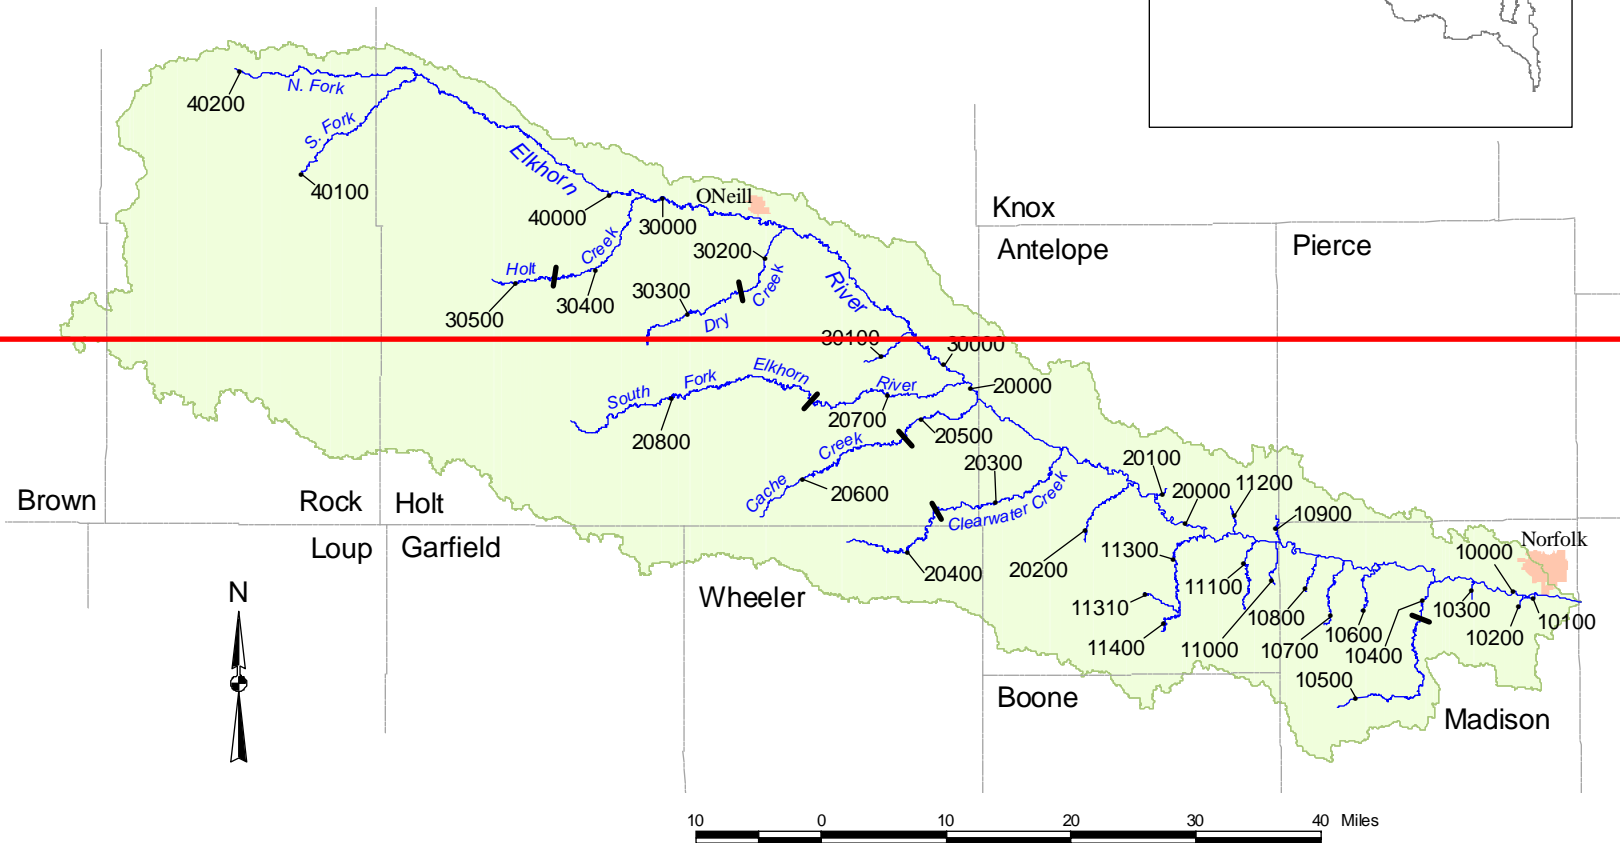 40200
N. Fork
S. Fork
40100
Elkhorn
40000
30000
ONeill
Knox
Antelope
Pierce
30200
Holt
Creek
30500
30400
30300
Dry
Creek
River
30100
30000
South
Fork
Elkhorn
River
20000
20800
20700
20500
Cache
Creek
20600
20300
Clearwater Creek
20400
20100
20000
11200
10900
20200
Brown
Rock
Holt
Loup
Garfield
Wheeler
N
11300
11100
11310
11400
11000
10800
10700
10600
10400
10300
10000
Norfolk
10200
10100
10500
Boone
Madison
10
0
10
20
30
40
Miles